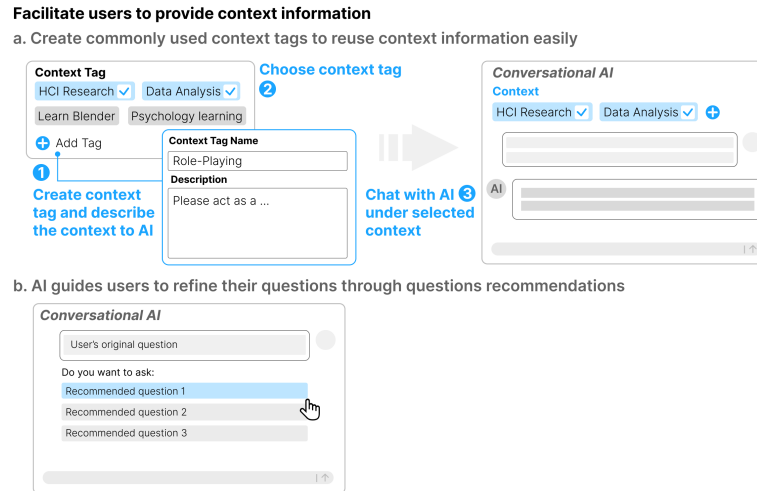 Facilitate users to provide context information
a. Create commonly used context tags to reuse context information easily
Context Tag
HCI Research
Data Analysis
Learn Blender
Psychology learning
Add Tag
1
Create context
tag and describe
the context to AI
Choose context tag
2
Context Tag Name
Role-Playing
Description
Please act as a ...
Chat with AI 3
under selected
context
Conversational AI
Context
HCI Research
Data Analysis
AI
b. AI guides users to refine their questions through questions recommendations
Conversational AI
User's original question
Do you want to ask:
Recommended question 1
Recommended question 2
Recommended question 3